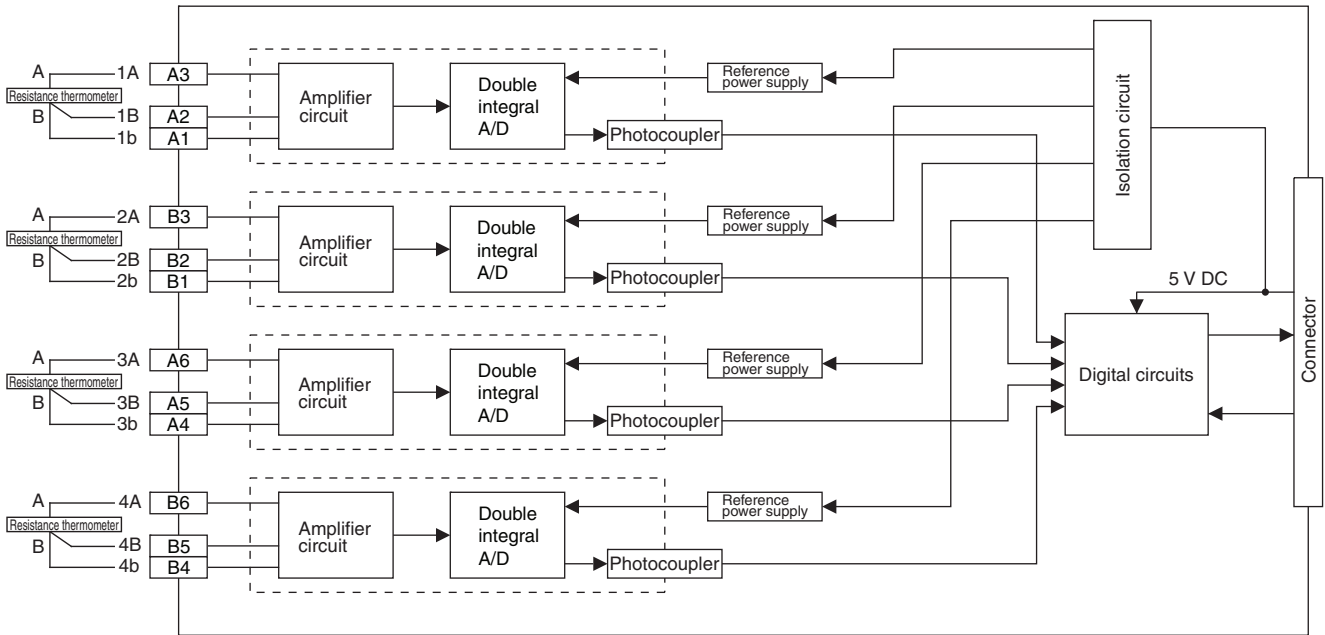 A
1A
A3
Resistance thermometer
B
1B
A2
1b
A1
Amplifier
circuit
Double
integral
A/D
Reference
power supply
Photocoupler
Isolation circuit
A
2A
B3
Resistance thermometer
B
2B
B2
2b
B1
Amplifier
circuit
Double
integral
A/D
Reference
power supply
Photocoupler
5 V DC
Connector
A
3A
A6
Resistance thermometer
B
3B
A5
3b
A4
Amplifier
circuit
Double
integral
A/D
Reference
power supply
Photocoupler
Digital circuits
A
4A
B6
Resistance thermometer
B
4B
B5
4b
B4
Amplifier
circuit
Double
integral
A/D
Reference
power supply
Photocoupler